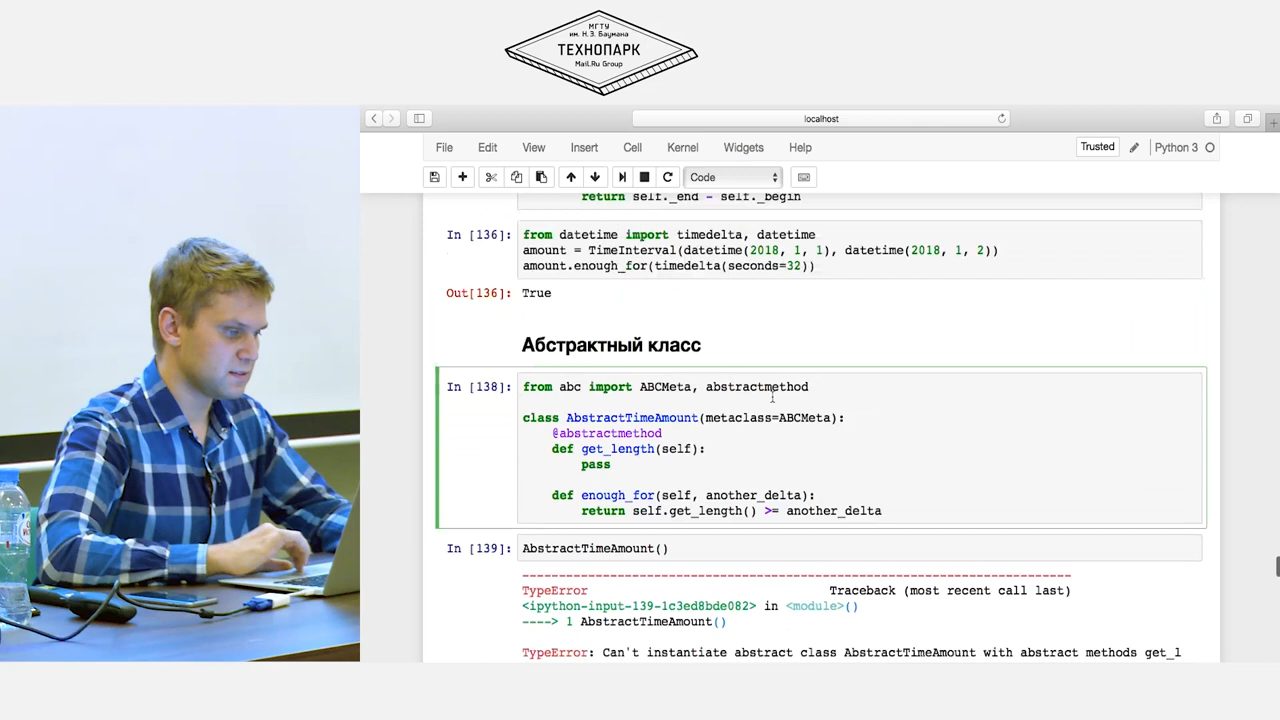 МГТУ
им. Н.Э. Баумана
ТЕХНОПАРК
Mail.Ru Group
localhost
File Edit View Insert Cell Kernel Widgets Help
Trusted
Python 3
Code
return self._end - self._begin
In [136]: from datetime import timedelta, datetime
amount = TimeInterval(datetime(2018, 1, 1), datetime(2018, 1, 2))
amount.enough_for(timedelta(seconds=32))
Out[136]: True
Абстрактный класс
In [138]: from abc import ABCMeta, abstractmethod
class AbstractTimeAmount(metaclass=ABCMeta):
@abstractmethod
def get_length(self):
pass
def enough_for(self, another_delta):
return self.get_length() >= another_delta
In [139]: AbstractTimeAmount()
---------------------------------------------------------------------------
TypeError Traceback (most recent call last)
<ipython-input-139-1c3ed8bde082> in <module>()
----> 1 AbstractTimeAmount()
TypeError: Can't instantiate abstract class AbstractTimeAmount with abstract methods get_l